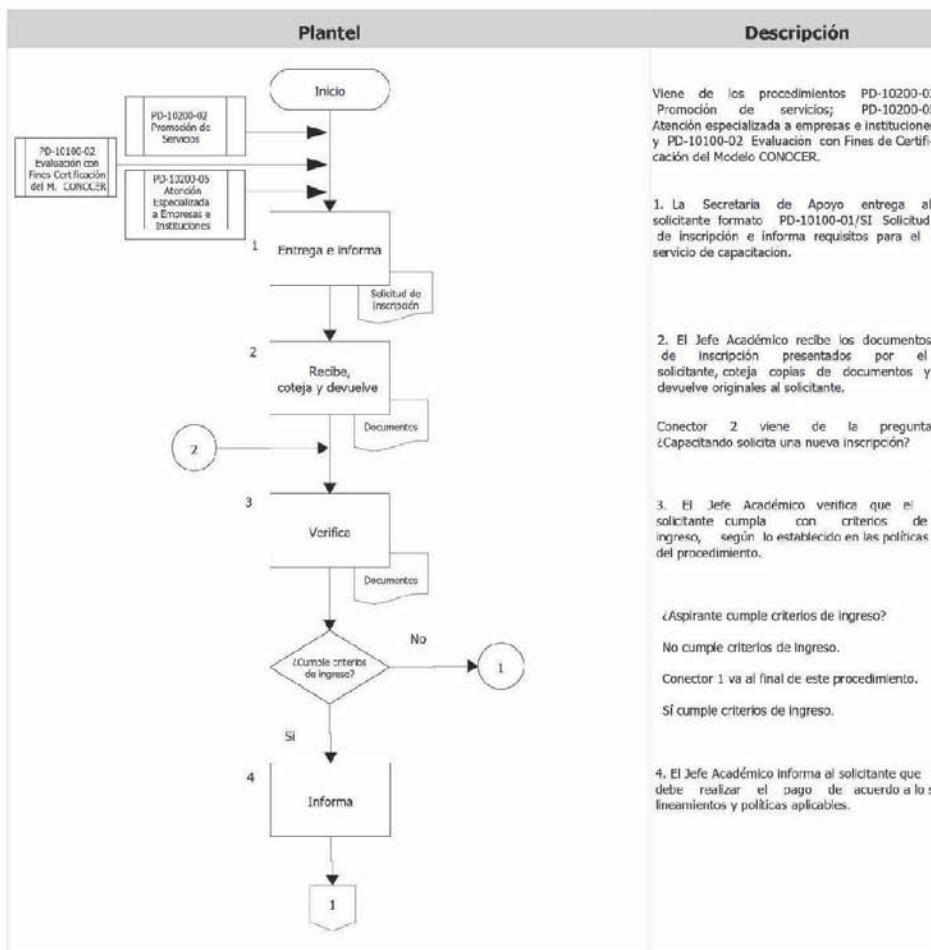 Plantel
Descripción
Inicio
PD-10200-02
Promoción de
Servicios
PD-10100-02
Evaluación con
Fines Certificación
del M. CONOCER
PD-10200-05
Atención
Especializada
a Empresas e
Instituciones
1
Entrega e informa
Solicitud de
Inscripción
2
Recibe,
coteja y devuelve
Documentos
2
3
Verifica
Documentos
¿Cumple criterios
de ingreso?
No
1
Sí
4
Informa
1
Viene de los procedimientos PD-10200-02
Promoción de servicios; PD-10200-05
Atención especializada a empresas e instituciones
y PD-10100-02 Evaluación con Fines de Certifi-
cación del Modelo CONOCER.
1. La Secretaria de Apoyo entrega al
solicitante formato PD-10100-01/SI Solicitud
de inscripción e informa requisitos para el
servicio de capacitación.
2. El Jefe Académico recibe los documentos
de inscripción presentados por el
solicitante, coteja copias de documentos y
devuelve originales al solicitante.
Conector 2 viene de la pregunta
¿Capacitando solicita una nueva inscripción?
3. El Jefe Académico verifica que el
solicitante cumpla con criterios de
ingreso, según lo establecido en las políticas
del procedimiento.
¿Aspirante cumple criterios de ingreso?
No cumple criterios de ingreso.
Conector 1 va al final de este procedimiento.
Sí cumple criterios de ingreso.
4. El Jefe Académico informa al solicitante que
debe realizar el pago de acuerdo a lo s
lineamientos y políticas aplicables.